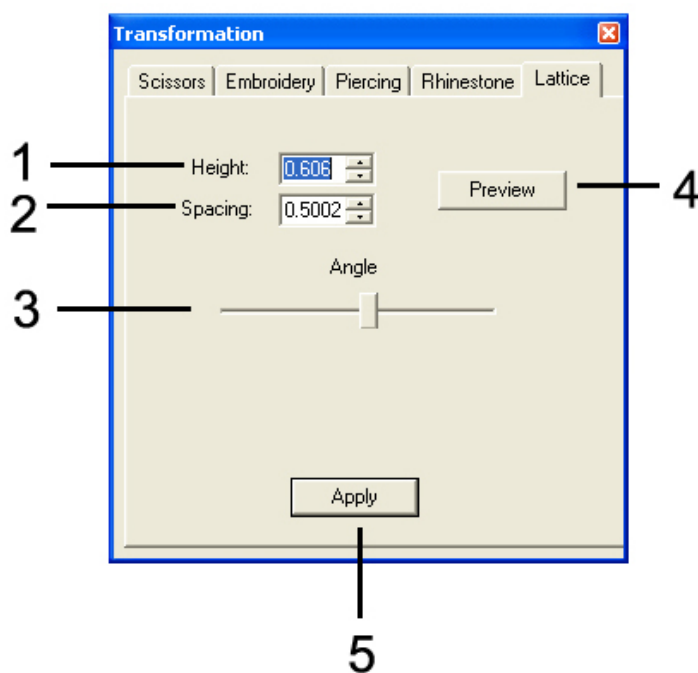 Transformation
Scissors Embroidery Piercing Rhinestone Lattice
1 Height: 0.606
Preview 4
2 Spacing: 0.5002
Angle
3
Apply
5